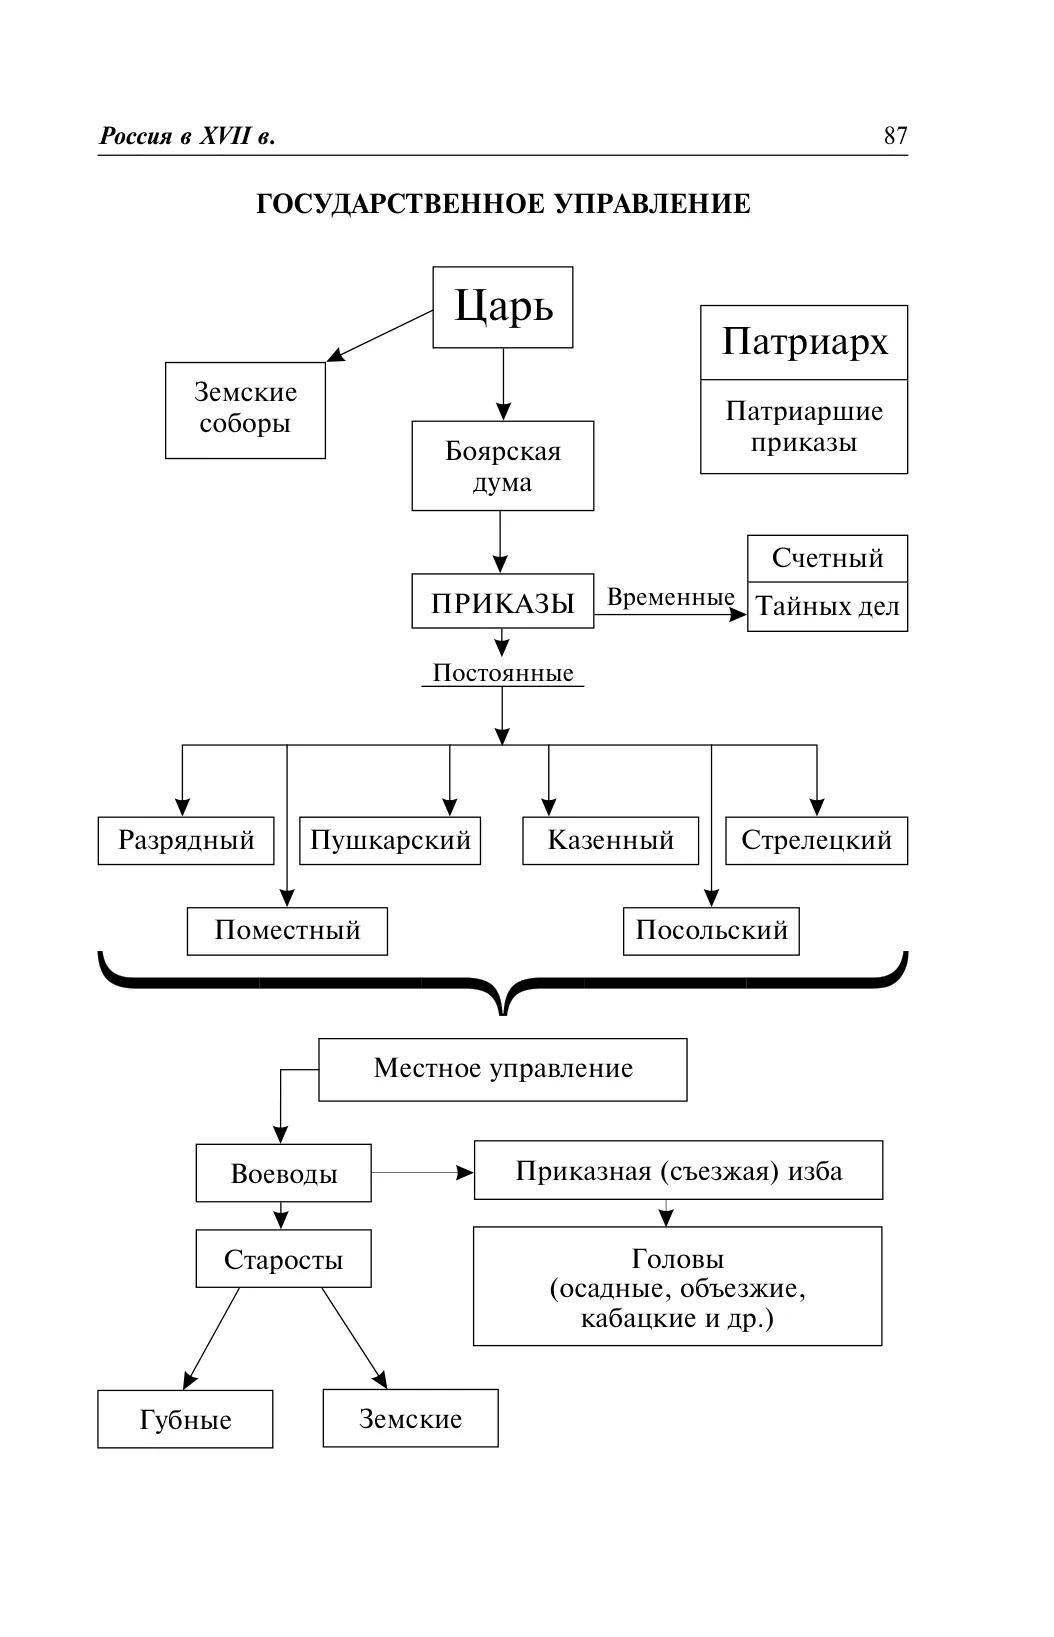 Россия в XVII в.
87
ГОСУДАРСТВЕННОЕ УПРАВЛЕНИЕ
Царь
Патриарх
Земские
соборы
Патриаршие
приказы
Боярская
дума
Счетный
ПРИКАЗЫ
Временные
Тайных дел
Постоянные
Разрядный
Пушкарский
Казенный
Стрелецкий
Поместный
Посольский
Местное управление
Воеводы
Приказная (съезжая) изба
Старосты
Головы
(осадные, объезжие,
кабацкие и др.)
Губные
Земские